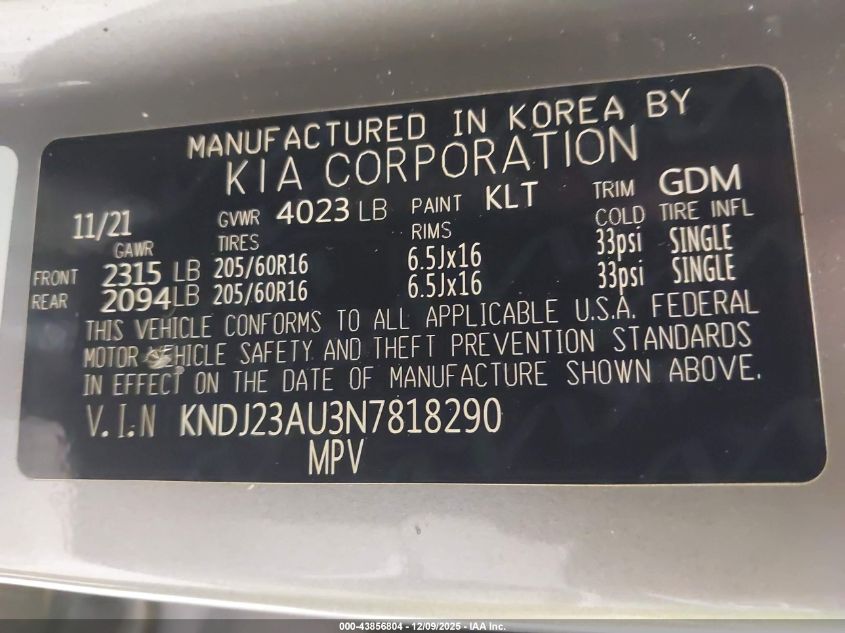 MANUFACTURED IN KOREA BY
KIA CORPORATION
11/21 GVWR 4023 LB PAINT KLT TRIM GDM
GAWR TIRES RIMS COLD TIRE INFL
FRONT 2315 LB 205/60R16 6.5Jx16 33psi SINGLE
REAR 2094 LB 205/60R16 6.5Jx16 33psi SINGLE
THIS VEHICLE CONFORMS TO ALL APPLICABLE U.S.A. FEDERAL
MOTOR VEHICLE SAFETY AND THEFT PREVENTION STANDARDS
IN EFFECT ON THE DATE OF MANUFACTURE SHOWN ABOVE.
V.I.N KNDJ23AU3N7818290
MPV
000-43856804 - 12/09/2025 - IAA Inc.